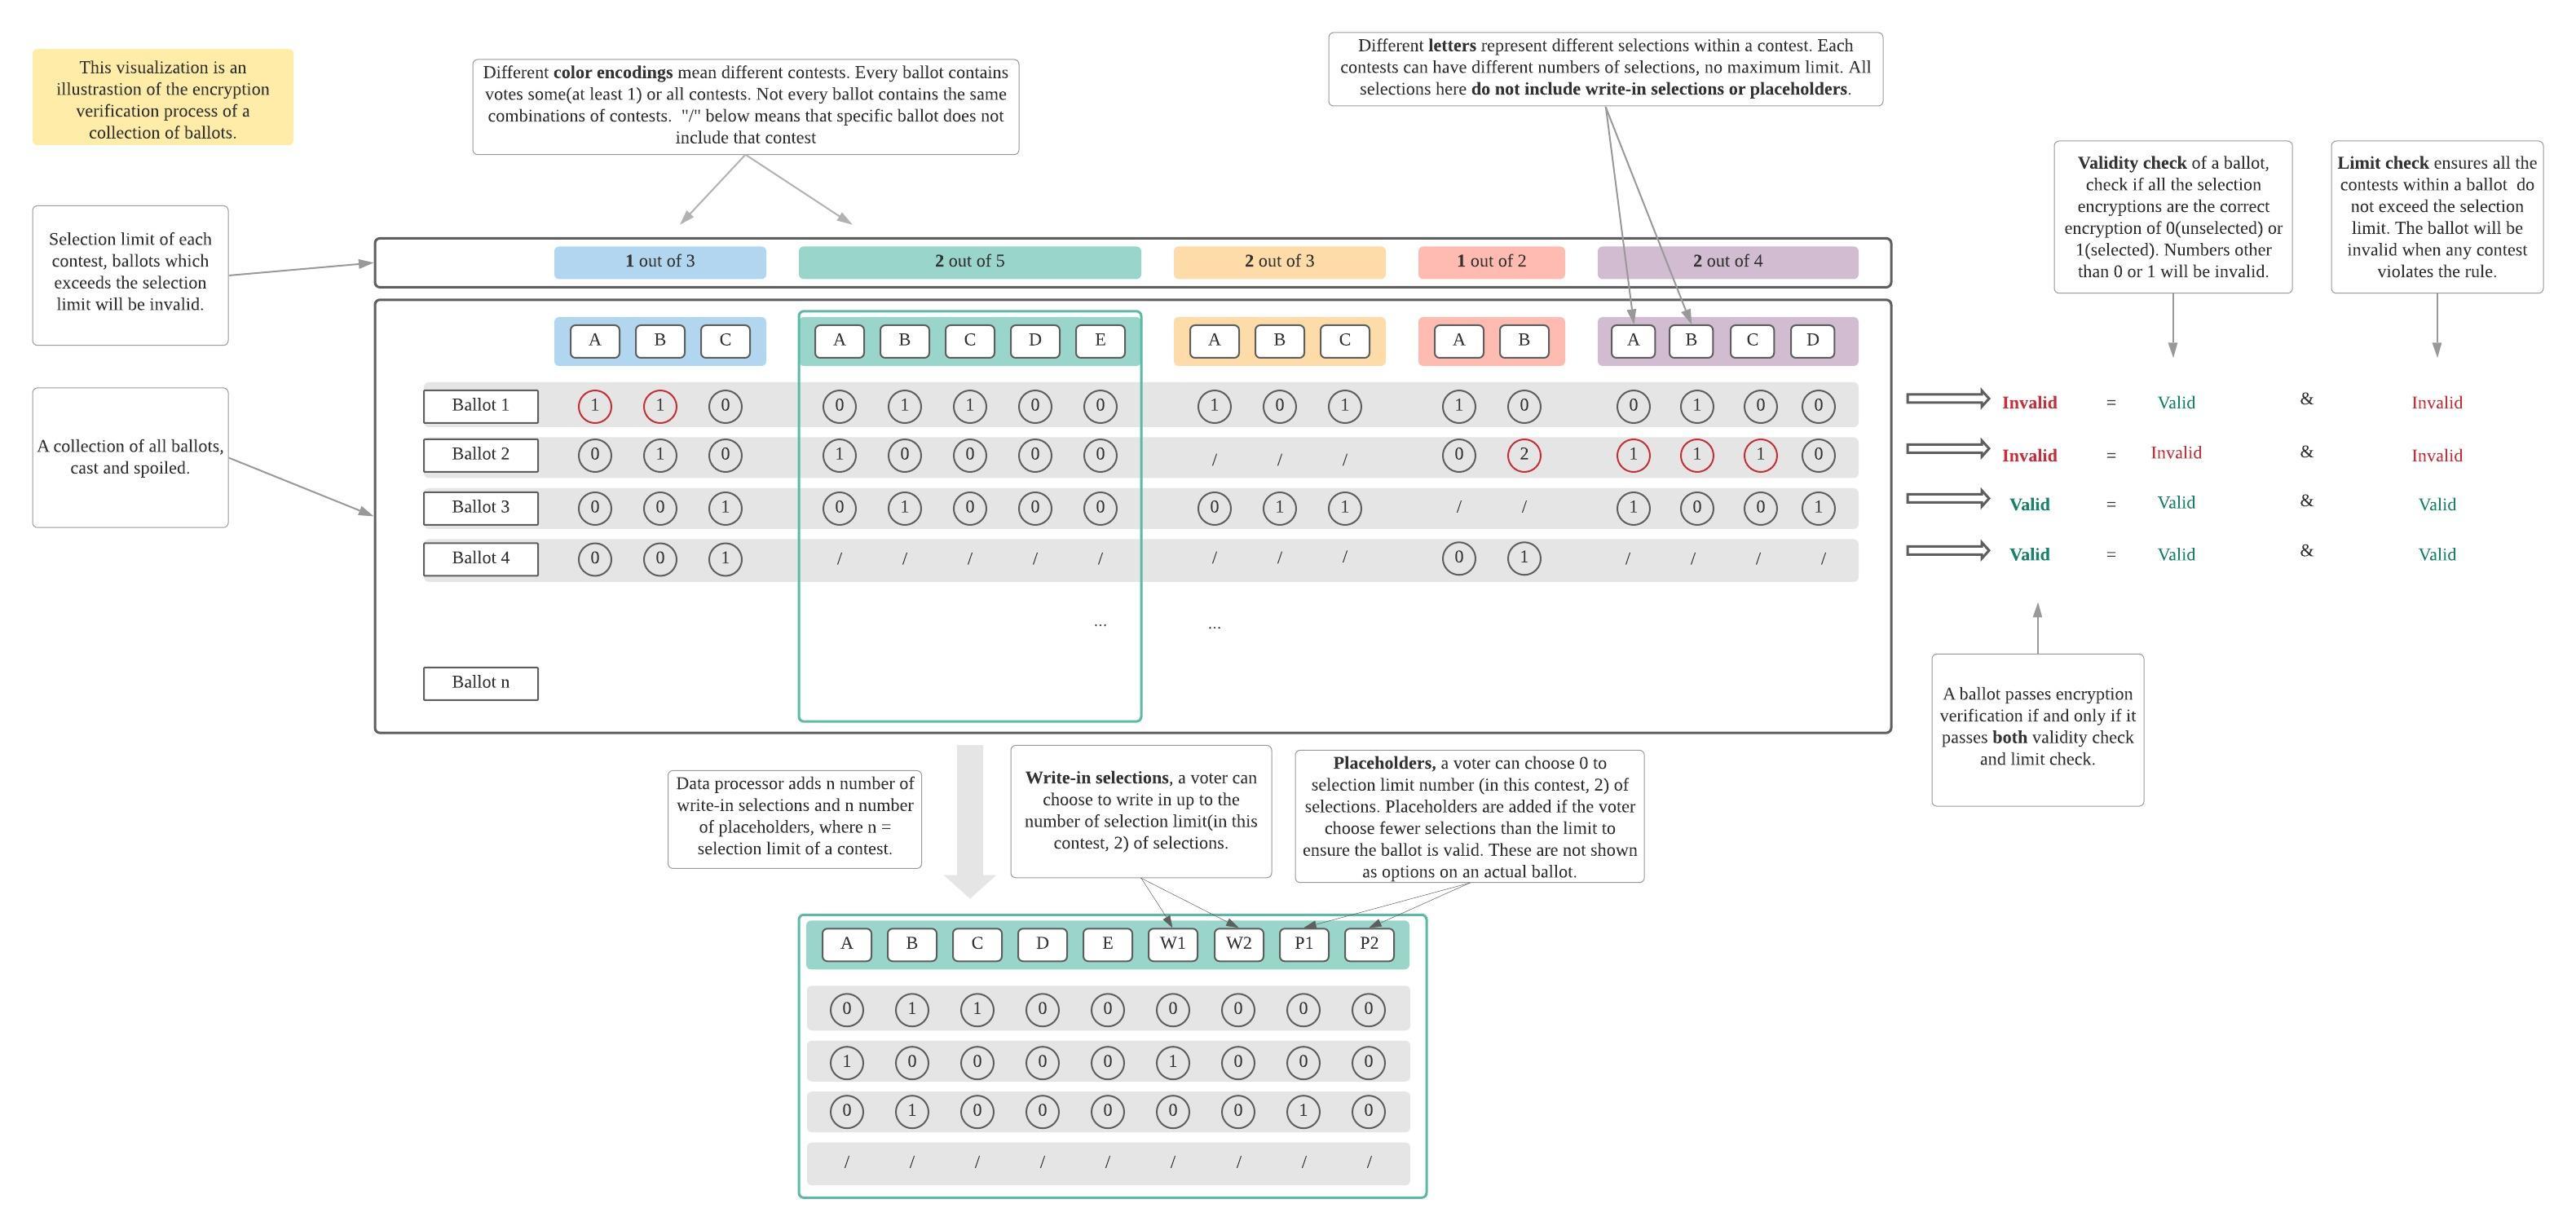 This visualization is an
illustrastion of the encryption
verification process of a
collection of ballots.
Different color encodings mean different contests. Every ballot contains
votes some(at least 1) or all contests. Not every ballot contains the same
combinations of contests.  "/" below means that specific ballot does not
include that contest
Different letters represent different selections within a contest. Each
contests can have different numbers of selections, no maximum limit. All
selections here do not include write-in selections or placeholders.
Validity check of a ballot,
check if all the selection
encryptions are the correct
encryption of 0(unselected) or
1(selected). Numbers other
than 0 or 1 will be invalid.
Limit check ensures all the
contests within a ballot  do
not exceed the selection
limit. The ballot will be
invalid when any contest
violates the rule.
Selection limit of each
contest, ballots which
exceeds the selection
limit will be invalid.
1 out of 3 2 out of 5 2 out of 3 1 out of 2 2 out of 4
A collection of all ballots,
cast and spoiled.
A B C A B C D E A B C A B A B C D
Ballot 1 1 1 0 0 1 1 0 0 1 0 1 1 0 0 1 0 0 Invalid = Valid & Invalid
Ballot 2 0 1 0 1 0 0 0 0 / / / 0 2 1 1 1 0 Invalid = Invalid & Invalid
Ballot 3 0 0 1 0 1 0 0 0 0 1 1 / / 1 0 0 1 Valid = Valid & Valid
Ballot 4 0 0 1 / / / / / / / / 0 1 / / / / Valid = Valid & Valid
... ...
Ballot n
A ballot passes encryption
verification if and only if it
passes both validity check
and limit check.
Data processor adds n number of
write-in selections and n number
of placeholders, where n =
selection limit of a contest.
Write-in selections, a voter can
choose to write in up to the
number of selection limit(in this
contest, 2) of selections.
Placeholders, a voter can choose 0 to
selection limit number (in this contest, 2) of
selections. Placeholders are added if the voter
choose fewer selections than the limit to
ensure the ballot is valid. These are not shown
as options on an actual ballot.
A B C D E W1 W2 P1 P2
0 1 1 0 0 0 0 0 0
1 0 0 0 0 1 0 0 0
0 1 0 0 0 0 0 1 0
/ / / / / / / / /